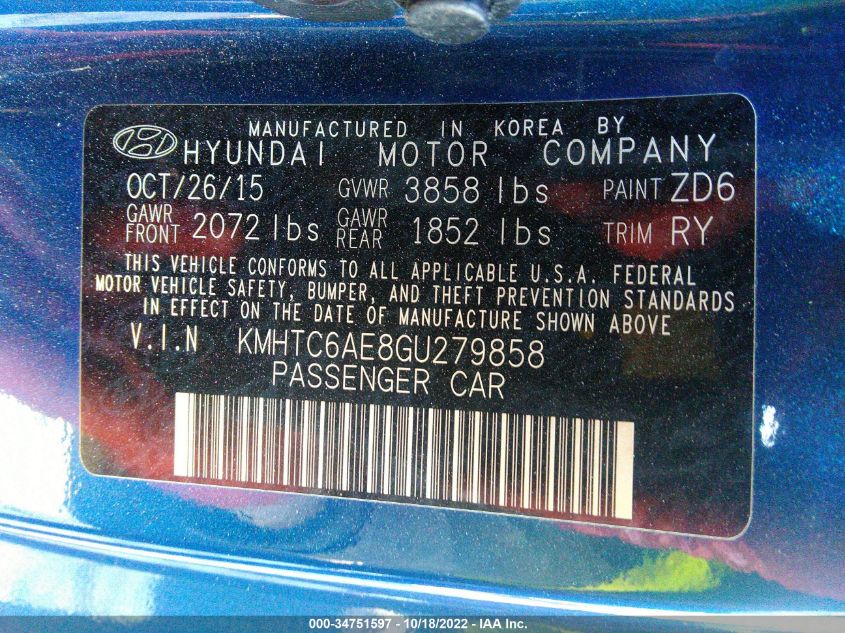 MANUFACTURED IN KOREA BY
HYUNDAI MOTOR COMPANY
OCT/26/15 GVWR 3858 lbs PAINT ZD6
GAWR FRONT 2072 lbs GAWR REAR 1852 lbs TRIM RY
THIS VEHICLE CONFORMS TO ALL APPLICABLE U.S.A. FEDERAL
MOTOR VEHICLE SAFETY, BUMPER, AND THEFT PREVENTION STANDARDS
IN EFFECT ON THE DATE OF MANUFACTURE SHOWN ABOVE
V.I.N KMHTC6AE8GU279858
PASSENGER CAR
000-34751597 - 10/18/2022 - IAA Inc.